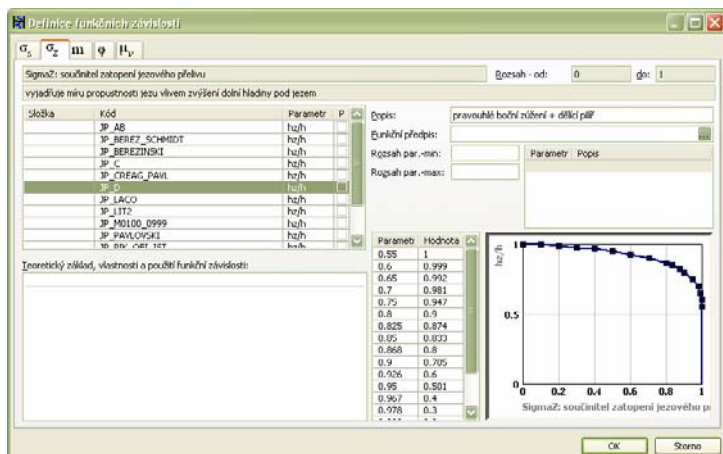 Definice funkčních závislostí
σs σz m φ μv
SigmaZ: součinitel zatopení jezového přelivu Rozsah - od: 0 do: 1
vyjadřuje míru propustnosti jezu vlivem zvýšení dolní hladiny pod jezem
Složka Kód Parametr P
JP_AB hz/h
JP_BEREZ_SCHMIDT hz/h
JP_BEREZINSKI hz/h
JP_C hz/h
JP_CREAG_PAVL hz/h
JP_D hz/h
JP_LACO hz/h
JP_LIT2 hz/h
JP_M0100_0999 hz/h
JP_PAVLOVSKI hz/h
hz/h
Popis: pravouhlé boční zúžení + dělící pilíř
Funkční předpis:
Rozsah par.-min:
Rozsah par.-max:
Parametr Popis
Teoretický základ, vlastnosti a použití funkční závislosti:
Parametr Hodnota
0.55 1
0.6 0.999
0.65 0.992
0.7 0.981
0.75 0.947
0.8 0.9
0.825 0.874
0.85 0.833
0.868 0.8
0.9 0.705
0.926 0.6
0.95 0.501
0.967 0.4
0.978 0.3
hz/h
1
0.5
0
0 0.2 0.4 0.6 0.8 1
SigmaZ: součinitel zatopení jezového
OK Storno